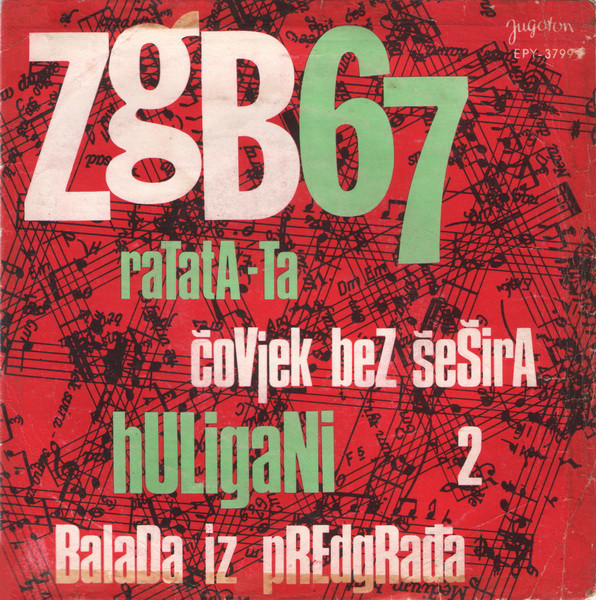 Jugoton
EPY-3799
ZgB67
raTatA-Ta
čoVjek beZ šeŠirA
hULigaNi
2
BalaDa iz pREdgRađa